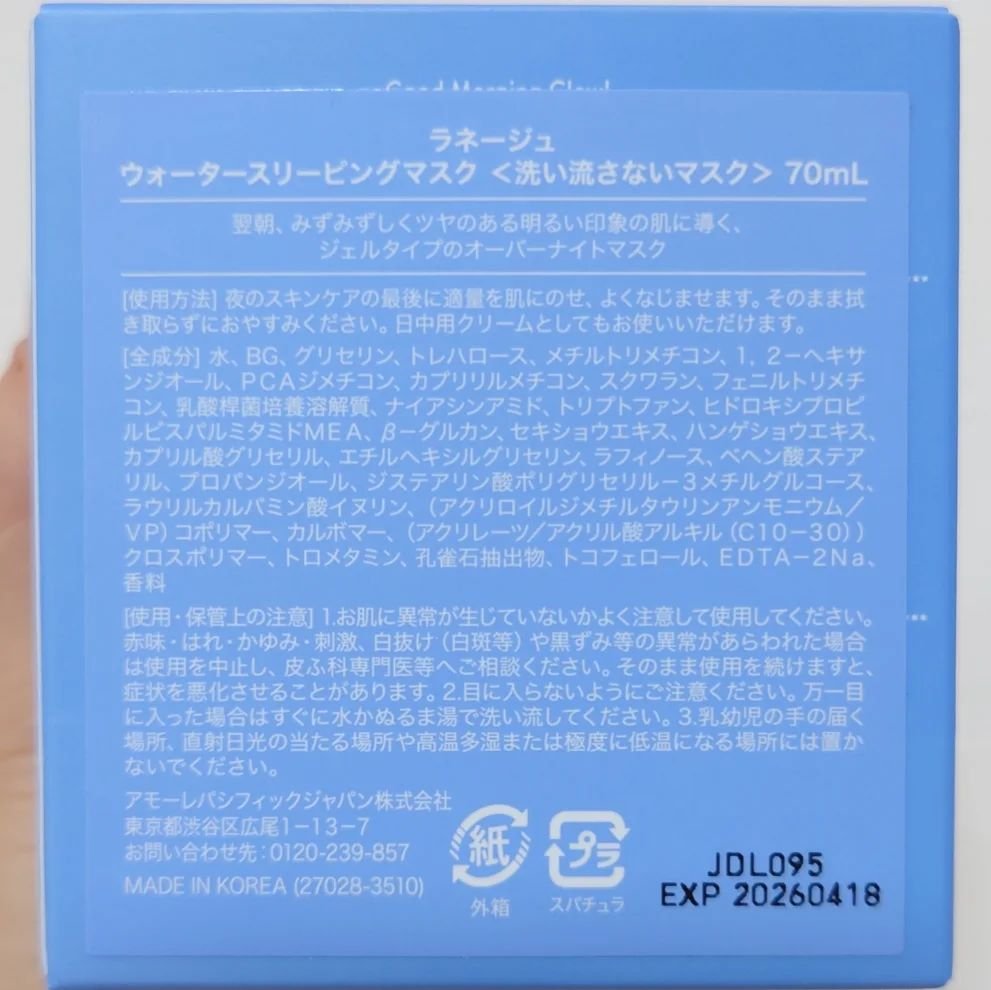 Good Morning Glow!
ラネージュ
ウォータースリーピングマスク <洗い流さないマスク> 70mL
翌朝、みずみずしくツヤのある明るい印象の肌に導く、
ジェルタイプのオーバーナイトマスク
[使用方法] 夜のスキンケアの最後に適量を肌にのせ、よくなじませます。そのまま拭
き取らずにおやすみください。日中用クリームとしてもお使いいただけます。
[全成分] 水、BG、グリセリン、トレハロース、メチルトリメチコン、1, 2-ヘキサ
ンジオール、PCAジメチコン、カプリリルメチコン、スクワラン、フェニルトリメチ
コン、乳酸桿菌培養溶解質、ナイアシンアミド、トリプトファン、ヒドロキシプロピ
ルビスパルミタミドMEA、β-グルカン、セキショウエキス、ハンゲショウエキス、
カプリル酸グリセリル、エチルヘキシルグリセリン、ラフィノース、ベヘン酸ステア
リル、プロパンジオール、ジステアリン酸ポリグリセリル-3メチルグルコース、
ラウリルカルバミン酸イヌリン、(アクリロイルジメチルタウリンアンモニウム/
VP) コポリマー、カルボマー、(アクリレーツ/アクリル酸アルキル (C10-30))
クロスポリマー、トロメタミン、孔雀石抽出物、トコフェロール、EDTA-2Na、
香料
[使用・保管上の注意] 1.お肌に異常が生じていないかよく注意して使用してください。
赤味・はれ・かゆみ・刺激、白抜け (白斑等) や黒ずみ等の異常があらわれた場合
は使用を中止し、皮ふ科専門医等へご相談ください。そのまま使用を続けますと、
症状を悪化させることがあります。2.目に入らないようにご注意ください。万一目
に入った場合はすぐに水かぬるま湯で洗い流してください。3.乳幼児の手の届く
場所、直射日光の当たる場所や高温多湿または極度に低温になる場所には置か
ないでください。
アモーレパシフィックジャパン株式会社
東京都渋谷区広尾1-13-7
お問い合わせ先:0120-239-857
MADE IN KOREA (27028-3510)
紙
外箱
プラ
スパチュラ
JDL095
EXP 20260418